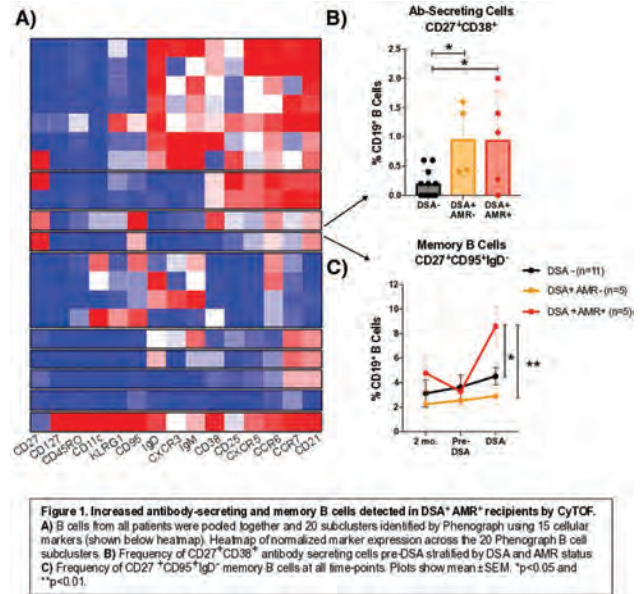 A)
B)
Ab-Secreting Cells
CD27+CD38+
*
*
% CD19+ B Cells
2.5
2.0
1.5
1.0
0.5
0.0
DSA-
DSA+
AMR-
DSA+
AMR+
Memory B Cells
CD27+CD95+IgD-
C)
% CD19+ B Cells
12
10
8
6
4
2
0
2 mo.
Pre-
DSA
DSA
*
**
DSA - (n=11)
DSA+ AMR- (n=5)
DSA +AMR+ (n=5)
CD27
CD127
CD45RO
CD11c
KLRG1
CD95
IgD
CXCR3
IgM
CD38
CD25
CXCR5
CCR6
CCR7
CD21
Figure 1. Increased antibody-secreting and memory B cells detected in DSA+ AMR+ recipients by CyTOF.
A) B cells from all patients were pooled together and 20 subclusters identified by Phenograph using 15 cellular
markers (shown below heatmap). Heatmap of normalized marker expression across the 20 Phenograph B cell
subclusters. B) Frequency of CD27+CD38+ antibody secreting cells pre-DSA stratified by DSA and AMR status
C) Frequency of CD27 +CD95+IgD- memory B cells at all time-points. Plots show mean ±SEM. *p<0.05 and
**p<0.01.